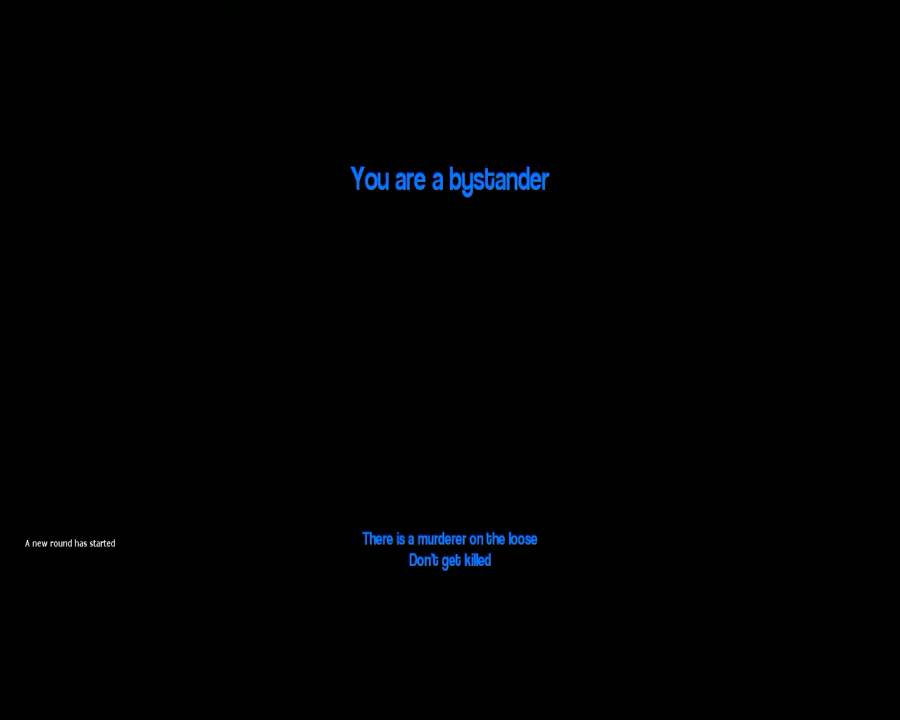 You are a bystander
A new round has started
There is a murderer on the loose
Don't get killed